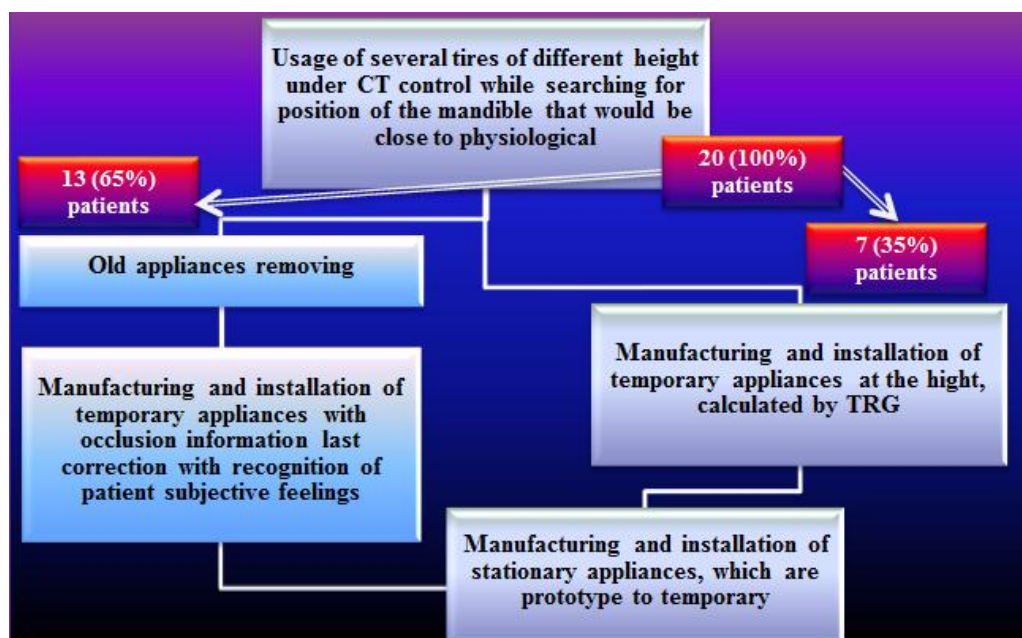 Usage of several tires of different height
under CT control while searching for
position of the mandible that would be
close to physiological
20 (100%)
patients
13 (65%)
patients
7 (35%)
patients
Old appliances removing
Manufacturing and installation of
temporary appliances with
occlusion information last
correction with recognition of
patient subjective feelings
Manufacturing and installation of
temporary appliances at the hight,
calculated by TRG
Manufacturing and installation of
stationary appliances, which are
prototype to temporary